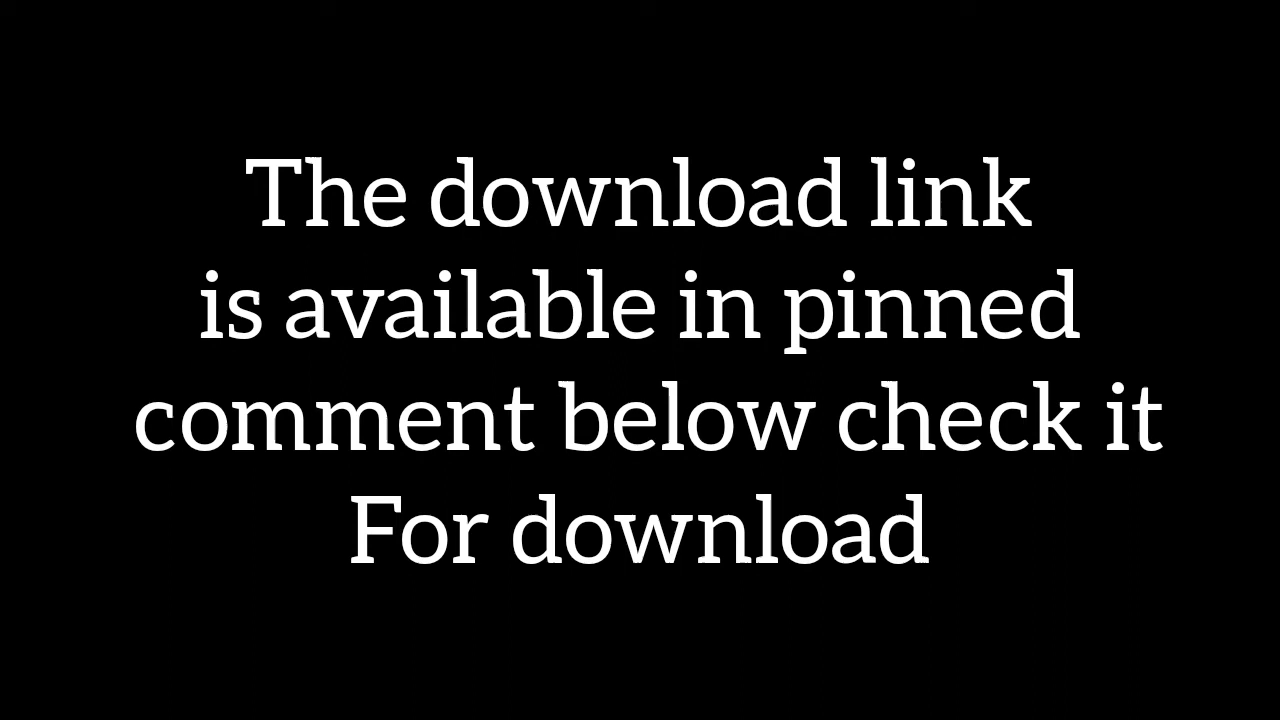 The download link
is available in pinned
comment below check it
For download